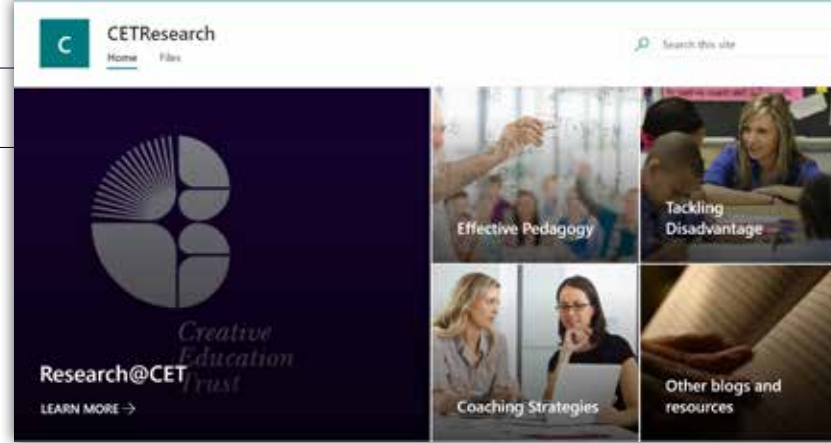 C
CETResearch
Home Files
Search this site
Creative
Education
Trust
Research@CET
LEARN MORE →
Effective Pedagogy
Tackling
Disadvantage
Coaching Strategies
Other blogs and
resources